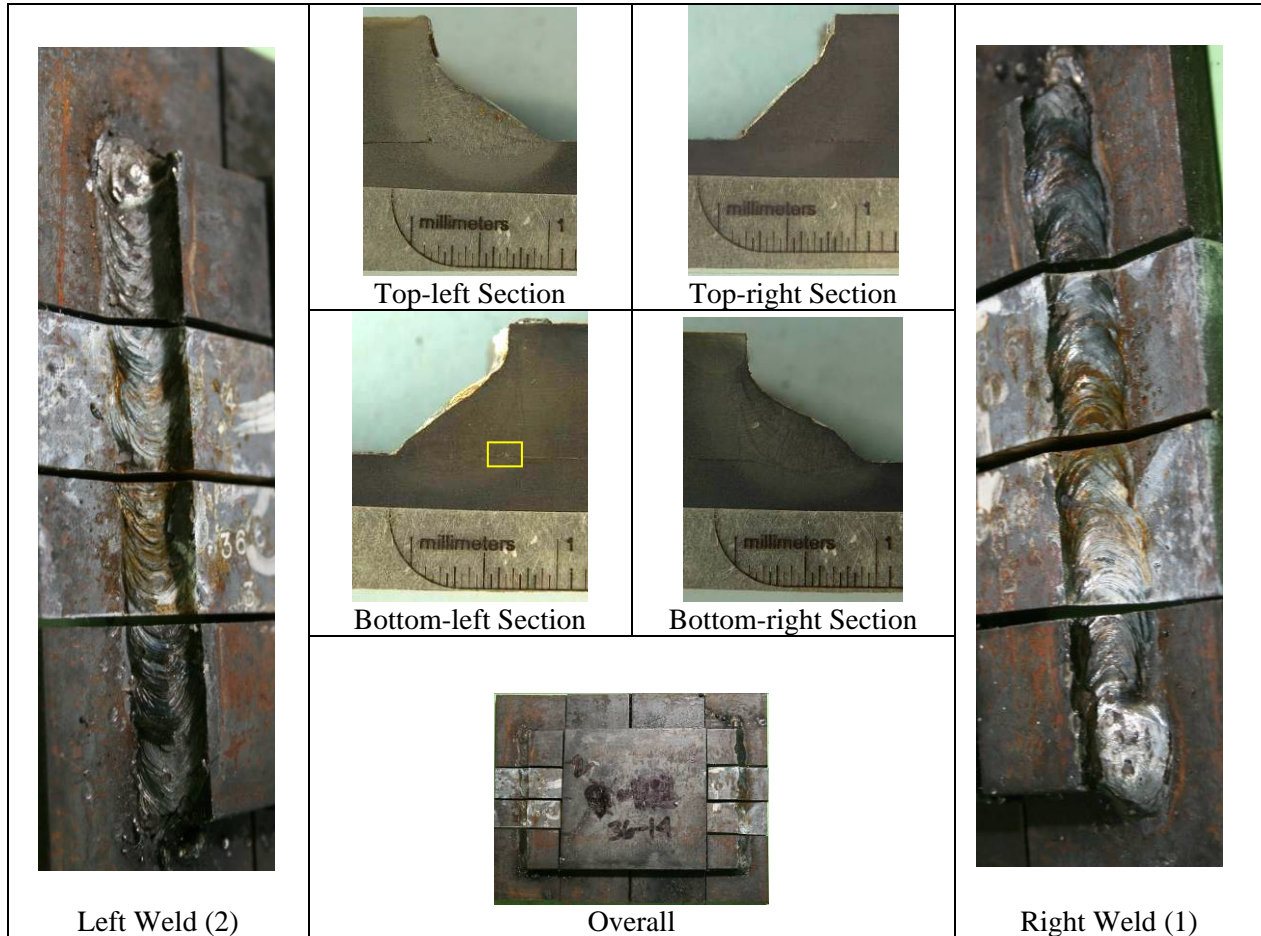 millimeters 1
Top-left Section
millimeters 1
Top-right Section
millimeters 1
Bottom-left Section
millimeters 1
Bottom-right Section
36-14
Overall
36
Left Weld (2)
Right Weld (1)